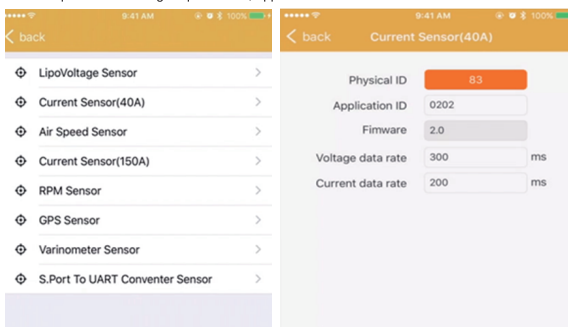 9:41 AM
100%
back
LipoVoltage Sensor
Current Sensor(40A)
Air Speed Sensor
Current Sensor(150A)
RPM Sensor
GPS Sensor
Varinometer Sensor
S.Port To UART Conventer Sensor
9:41 AM
100%
back
Current Sensor(40A)
Physical ID 83
Application ID 0202
Fimware 2.0
Voltage data rate 300 ms
Current data rate 200 ms